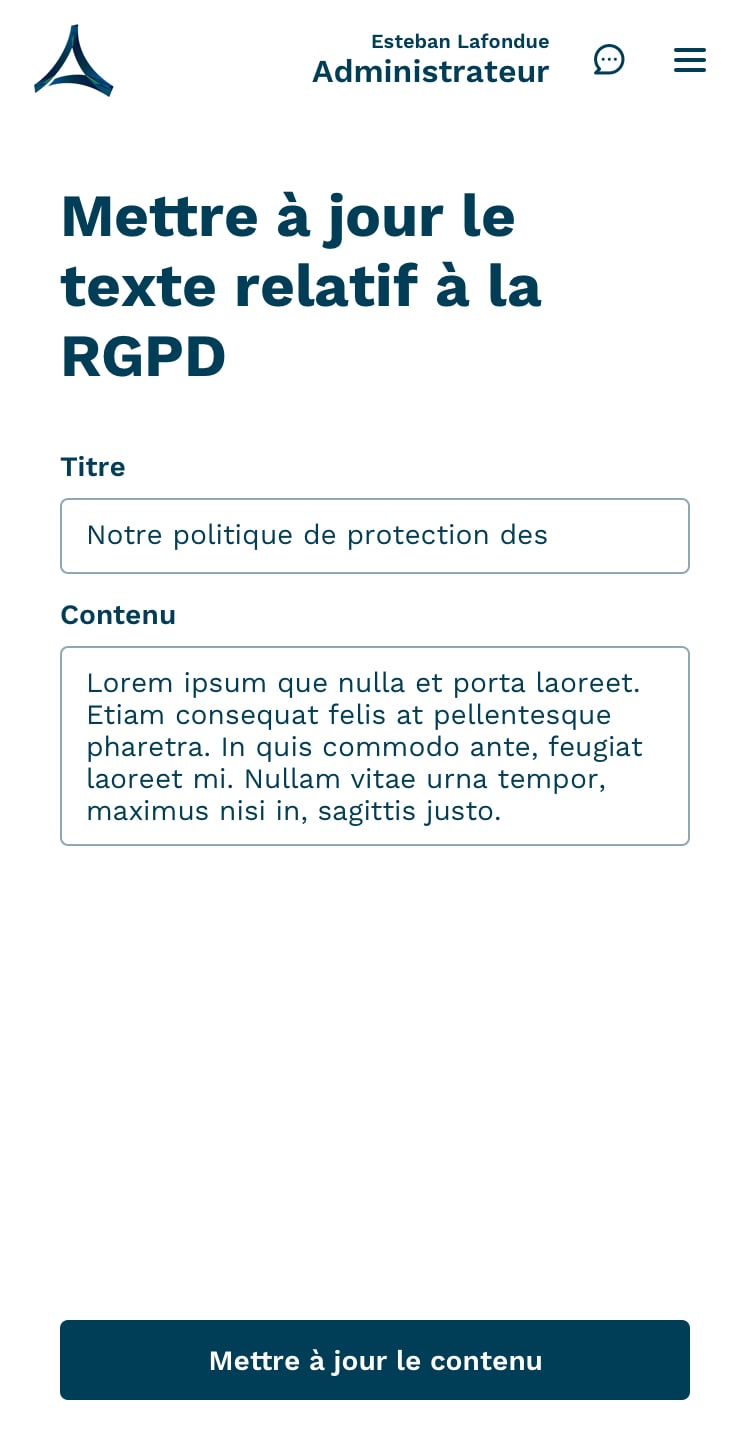 Esteban Lafondue
Administrateur
Mettre à jour le
texte relatif à la
RGPD
Titre
Notre politique de protection des
Contenu
Lorem ipsum que nulla et porta laoreet.
Etiam consequat felis at pellentesque
pharetra. In quis commodo ante, feugiat
laoreet mi. Nullam vitae urna tempor,
maximus nisi in, sagittis justo.
Mettre à jour le contenu